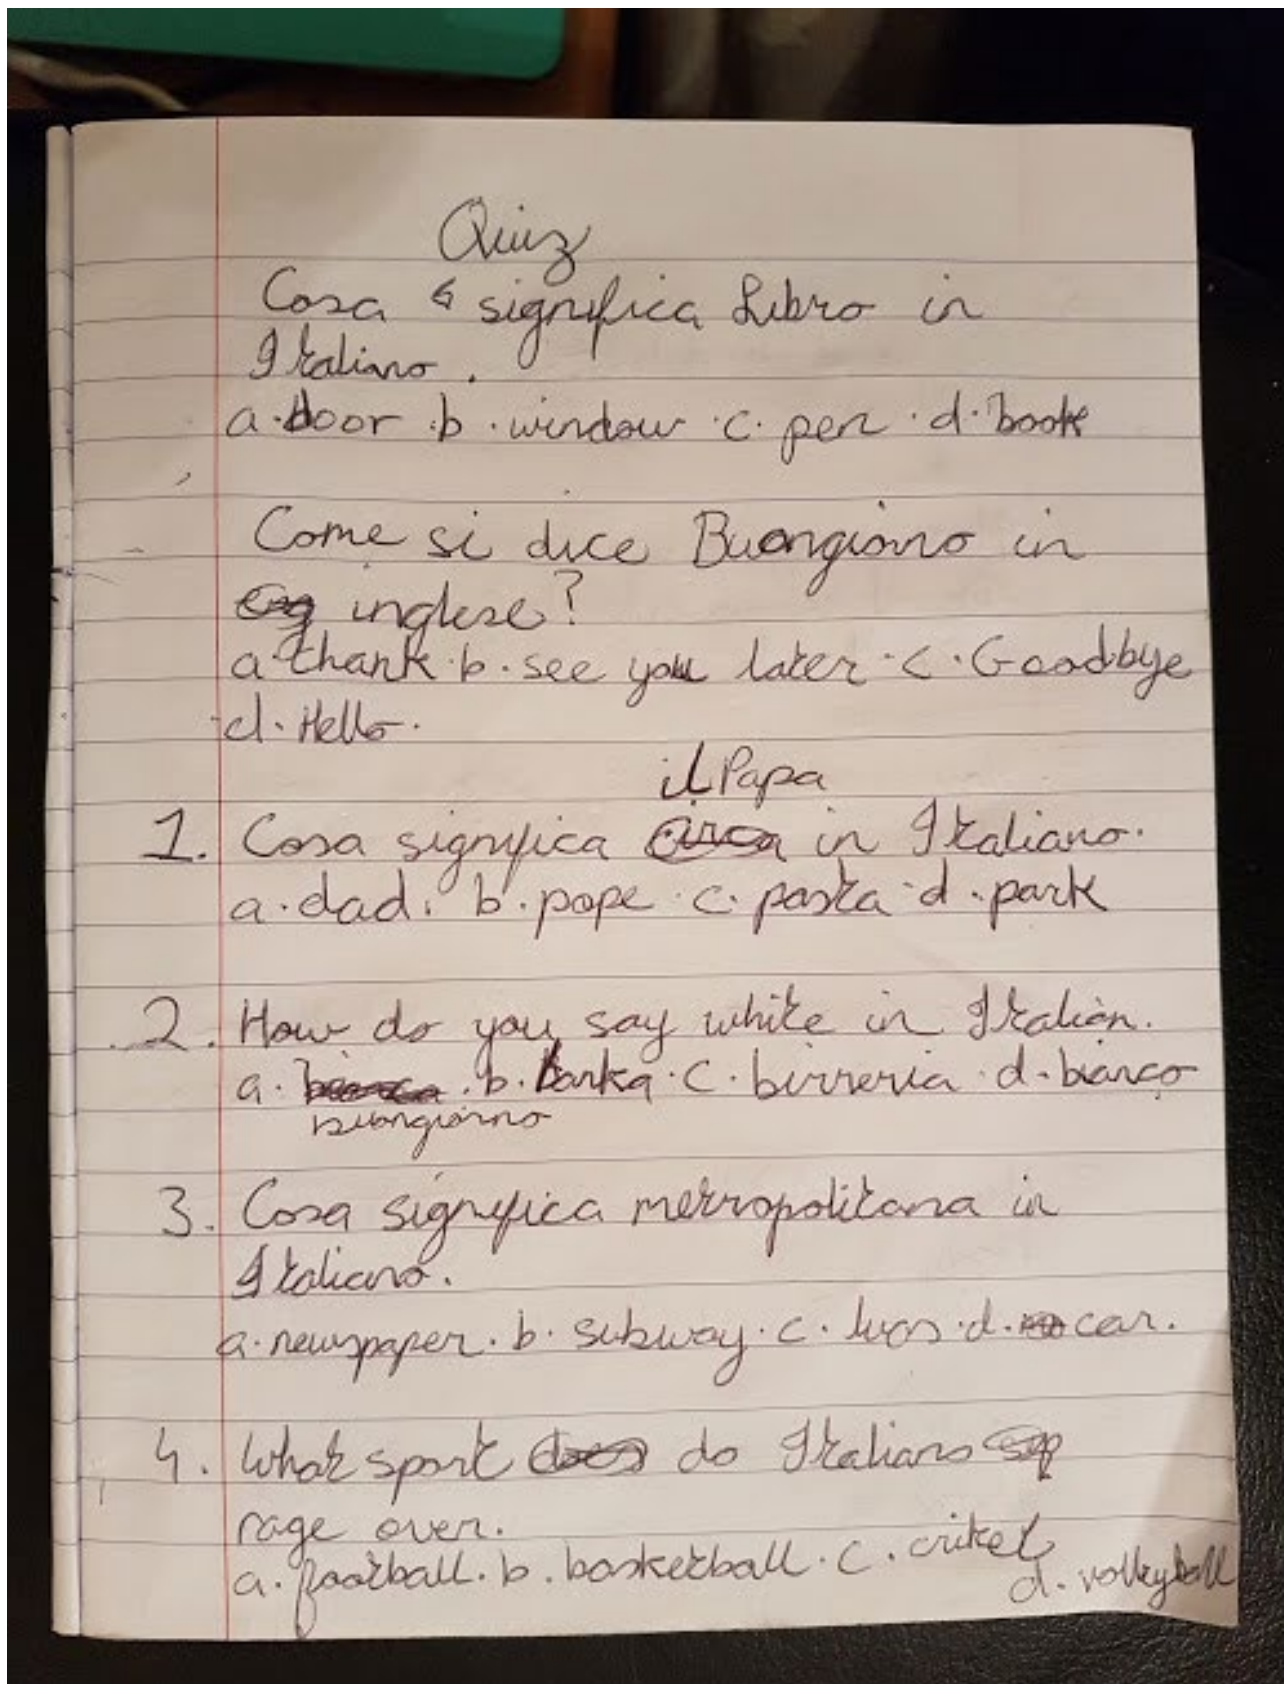 Quiz
Cosa significa Libro in
Italiano.
a. door . b . window . c. pen . d. book
Come si dice Buongiorno in
inglese?
a. thank . b. see you later . c. Goodbye
d. Hello.
il Papa
1. Cosa significa in Italiano.
a. dad. b. pope . c. pasta . d. park
2. How do you say white in Italian.
a. b. barka . c. birreria . d. bianco
Buongiorno
3. Cosa significa metropolitana in
Italiano.
a. newspaper . b. subway . c. d. car.
4. What sport do Italians
rage over.
a. football . b. basketball . c. criket
d. volleyball